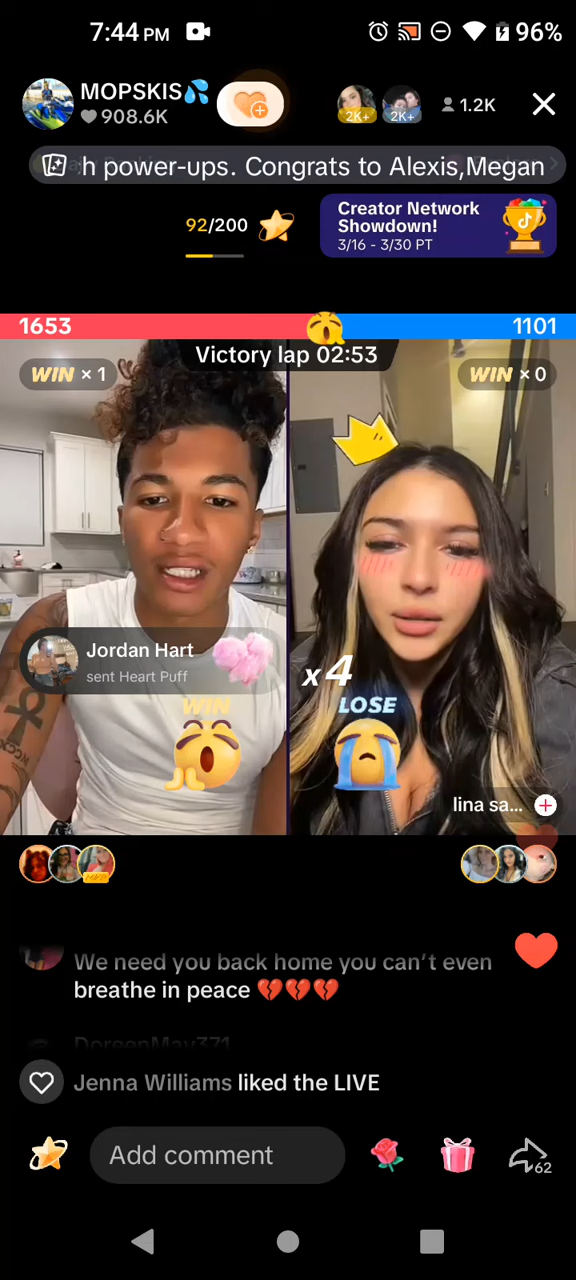 7:44 PM
96%
MOPSKIS💦
908.6K
2K+
2K+
1.2K
h power-ups. Congrats to Alexis,Megan
92/200
Creator Network
Showdown!
3/16 - 3/30 PT
1653
1101
Victory lap 02:53
WIN × 1
WIN × 0
Jordan Hart
sent Heart Puff
x4
WIN
LOSE
lina sa...
We need you back home you can't even
breathe in peace 💔💔💔
DoreenMay371
Jenna Williams liked the LIVE
Add comment
62